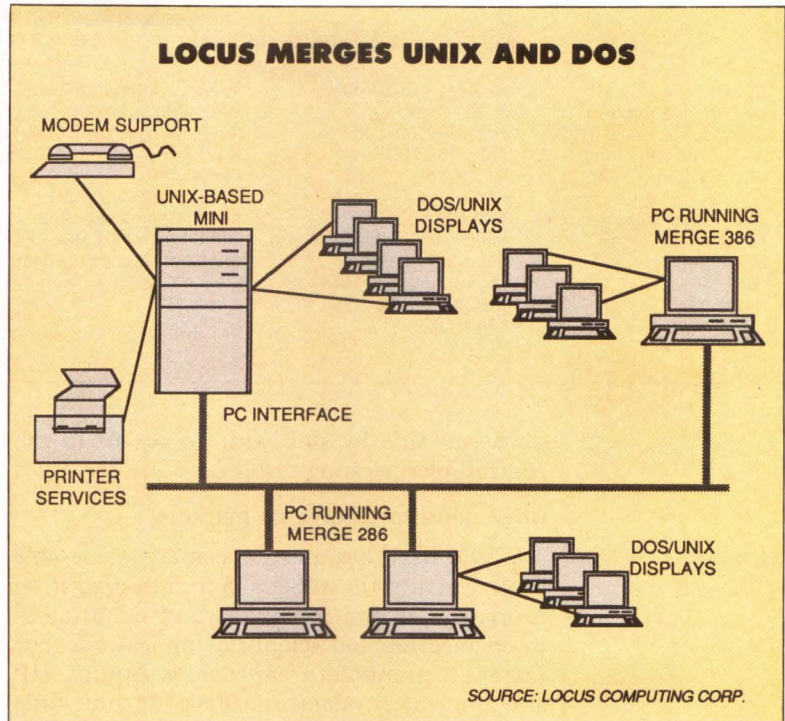 LOCUS MERGES UNIX AND DOS
MODEM SUPPORT
UNIX-BASED
MINI
DOS/UNIX
DISPLAYS
PC RUNNING
MERGE 386
PC INTERFACE
PRINTER
SERVICES
PC RUNNING
MERGE 286
DOS/UNIX
DISPLAYS
SOURCE: LOCUS COMPUTING CORP.